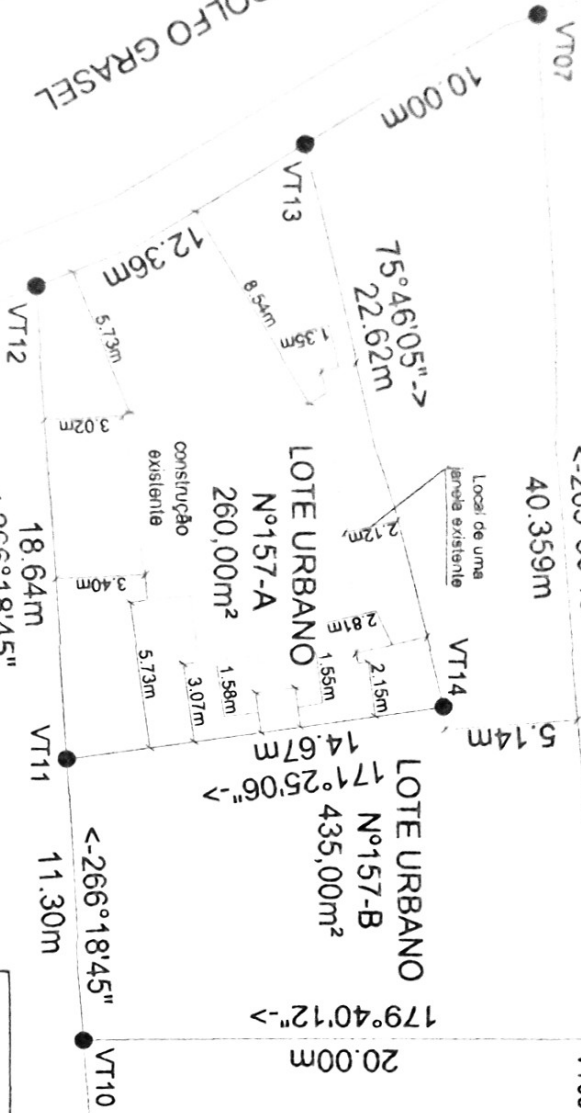 OLFO GRASEL
VT07
10.00m
VT13
12.36m
VT12
75°46'05"->
22.62m
8.54m
1.35m
5.73m
3.02m
40.359m
Local de uma
janela existente
2.12m
LOTE URBANO
Nº157-A
260,00m²
construção
existente
18.64m
3.40m
5.73m
3.07m
1.58m
1.55m
2.81m
2.15m
VT14
5.14m
VT11
14.67m
171°25'06"->
LOTE URBANO
Nº157-B
435,00m²
<-266°18'45"
11.30m
179°40'12"->
20.00m
VT10